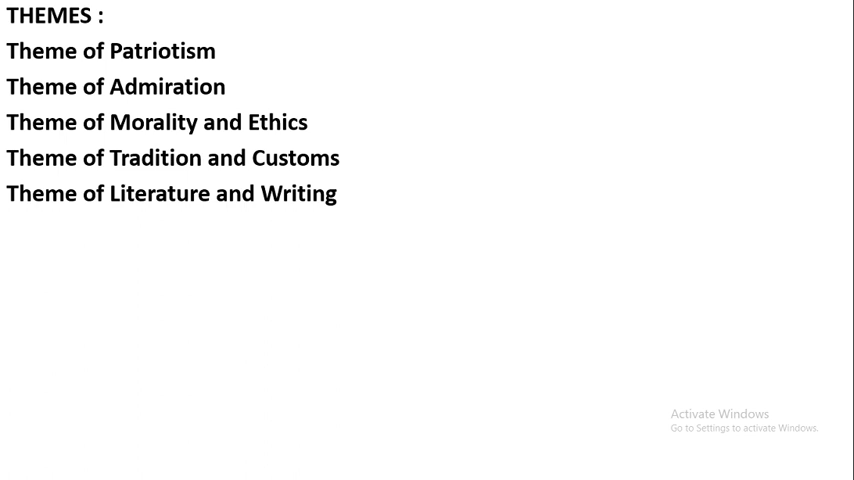 THEMES :
Theme of Patriotism
Theme of Admiration
Theme of Morality and Ethics
Theme of Tradition and Customs
Theme of Literature and Writing
Activate Windows
Go to Settings to activate Windows.